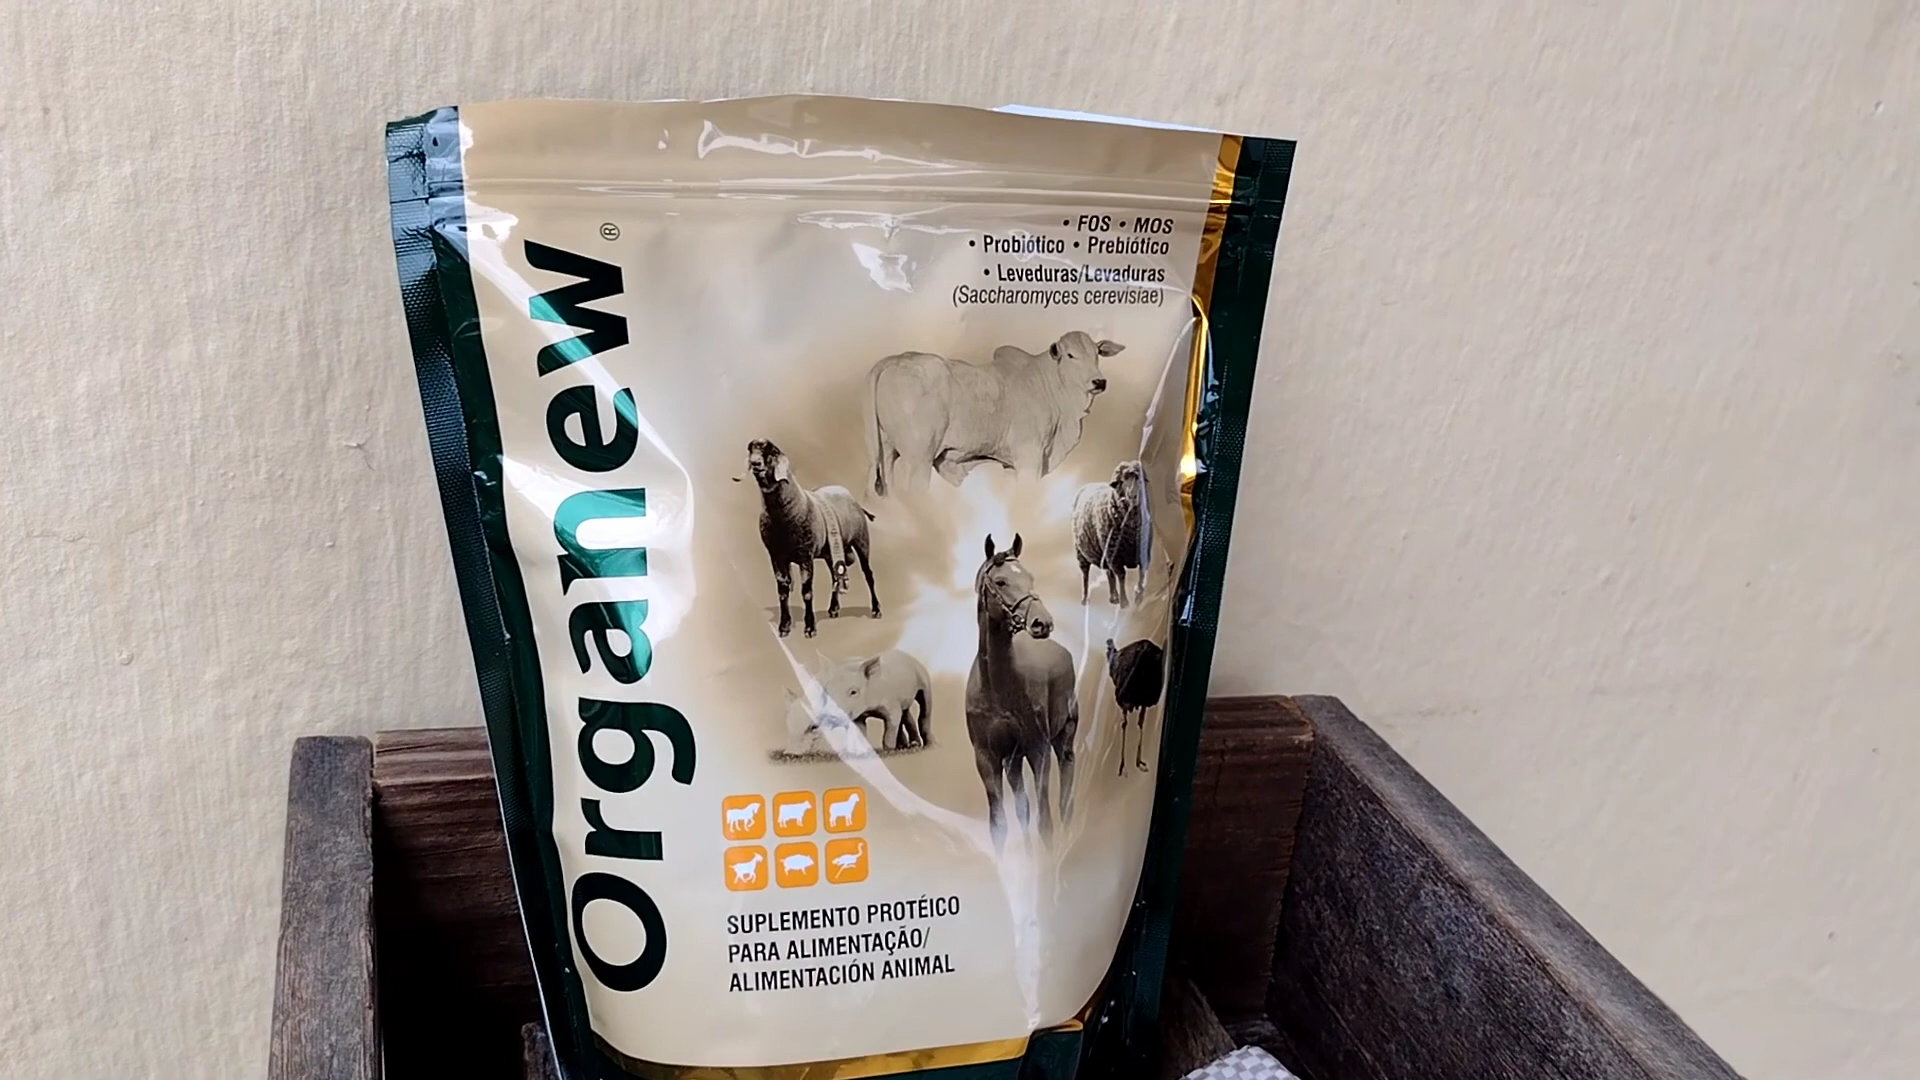 Organew®
• FOS • MOS
• Probiótico • Prebiótico
• Leveduras/Levaduras
(Saccharomyces cerevisiae)
SUPLEMENTO PROTÉICO
PARA ALIMENTAÇÃO/
ALIMENTACIÓN ANIMAL